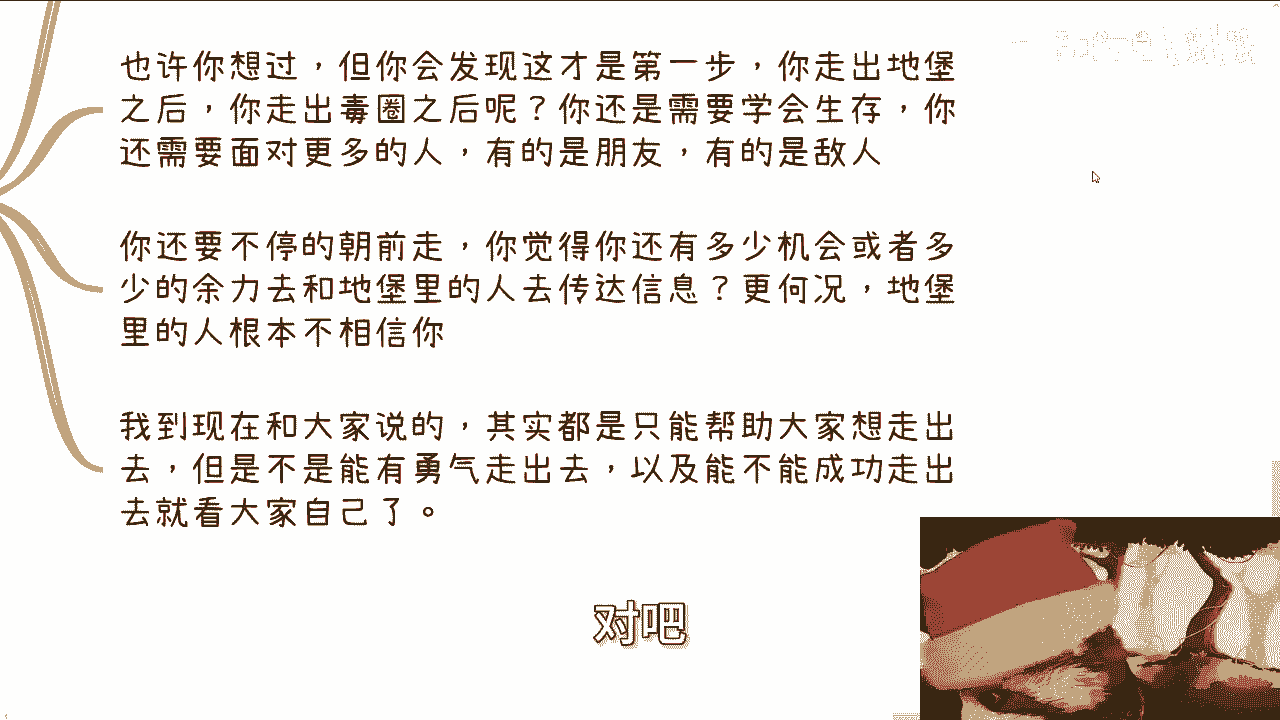 也许你想过，但你会发现这才是第一步，你走出地堡
之后，你走出毒圈之后呢？你还是需要学会生存，你
还需要面对更多的人，有的是朋友，有的是敌人
你还要不停的朝前走，你觉得你还有多少机会或者多
少的余力去和地堡里的人去传达信息？更何况，地堡
里的人根本不相信你
我到现在和大家说的，其实都是只能帮助大家想走出
去，但是不是能有勇气走出去，以及能不能成功走出
去就看大家自己了。
对吧